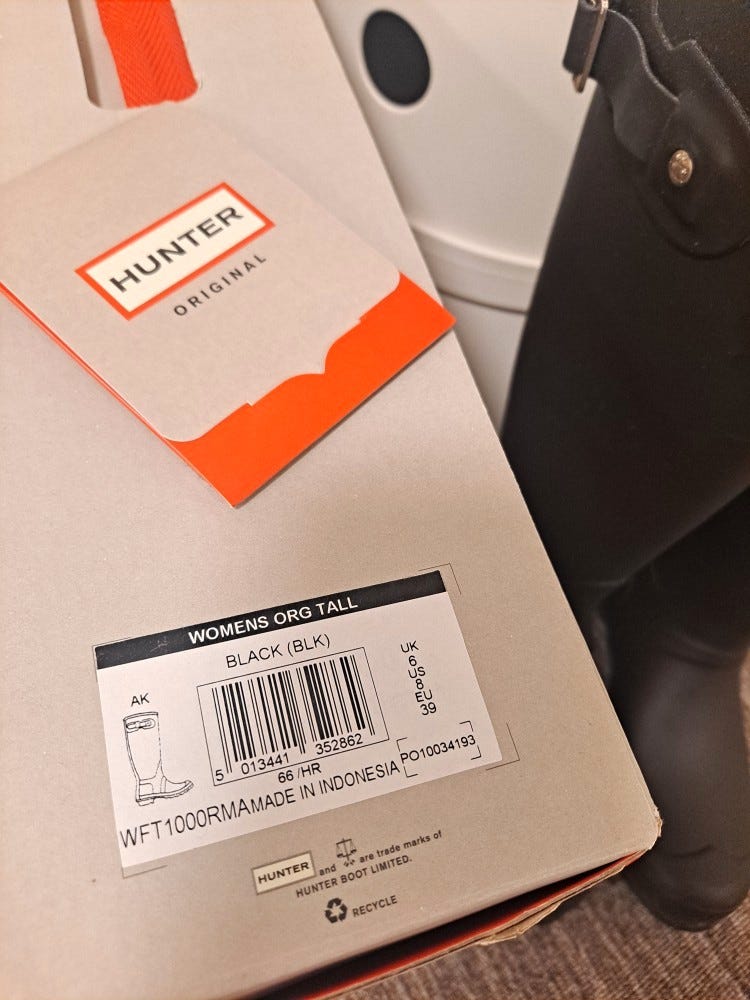 HUNTER
ORIGINAL
WOMENS ORG TALL
BLACK (BLK)
AK
UK
6
US
8
EU
39
5 013441 352862
66 /HR
PO10034193
WFT1000RMA MADE IN INDONESIA
HUNTER and are trade marks of
HUNTER BOOT LIMITED.
RECYCLE